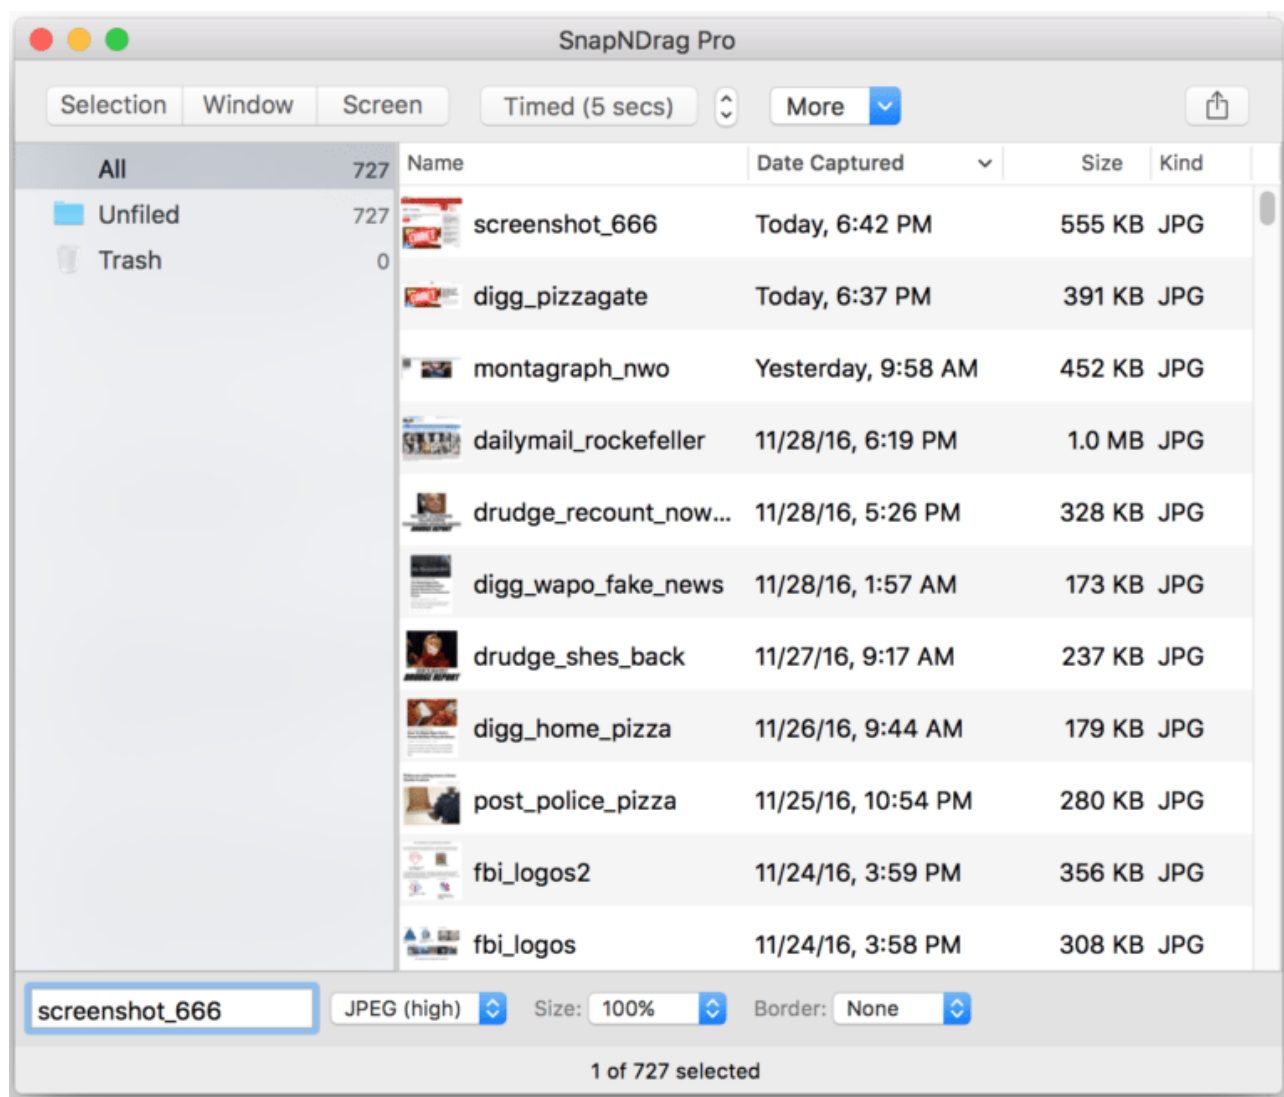 SnapNDrag Pro
Selection Window Screen Timed (5 secs) More
All 727 Name Date Captured Size Kind
Unfiled 727 screenshot_666 Today, 6:42 PM 555 KB JPG
Trash 0
digg_pizzagate Today, 6:37 PM 391 KB JPG
montagraph_nwo Yesterday, 9:58 AM 452 KB JPG
dailymail_rockefeller 11/28/16, 6:19 PM 1.0 MB JPG
drudge_recount_now... 11/28/16, 5:26 PM 328 KB JPG
digg_wapo_fake_news 11/28/16, 1:57 AM 173 KB JPG
drudge_shes_back 11/27/16, 9:17 AM 237 KB JPG
DRUDGE REPORT
digg_home_pizza 11/26/16, 9:44 AM 179 KB JPG
post_police_pizza 11/25/16, 10:54 PM 280 KB JPG
fbi_logos2 11/24/16, 3:59 PM 356 KB JPG
fbi_logos 11/24/16, 3:58 PM 308 KB JPG
screenshot_666 JPEG (high) Size: 100% Border: None
1 of 727 selected